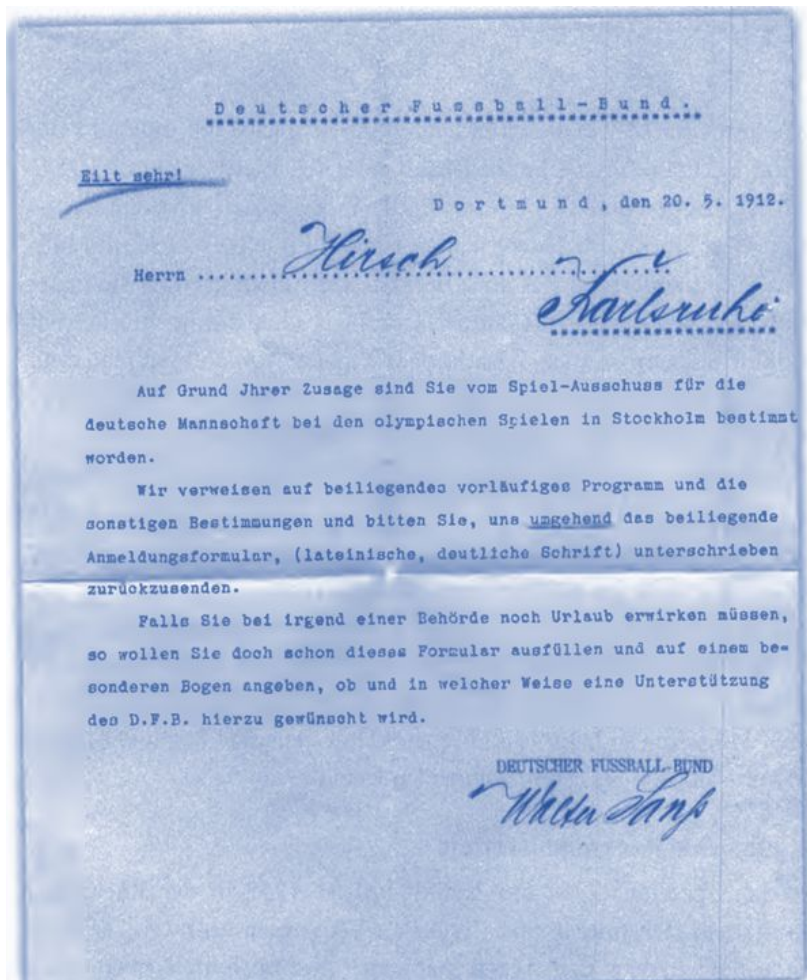 Deutscher Fussball-Bund.
Eilt sehr!
Dortmund, den 20. 5. 1912.
Herrn Hirsch
Karlsruhe
Auf Grund Jhrer Zusage sind Sie vom Spiel-Ausschuss für die
deutsche Mannschaft bei den olympischen Spielen in Stockholm bestimmt
worden.
Wir verweisen auf beiliegendes vorläufiges Programm und die
sonstigen Bestimmungen und bitten Sie, uns umgehend das beiliegende
Anmeldungsformular, (lateinische, deutliche Schrift) unterschrieben
zurückzusenden.
Falls Sie bei irgend einer Behörde noch Urlaub erwirken müssen,
so wollen Sie doch schon dieses Formular ausfüllen und auf einem be-
sonderen Bogen angeben, ob und in welcher Weise eine Unterstützung
des D.F.B. hierzu gewünscht wird.
DEUTSCHER FUSSBALL-BUND
Walter Sanß